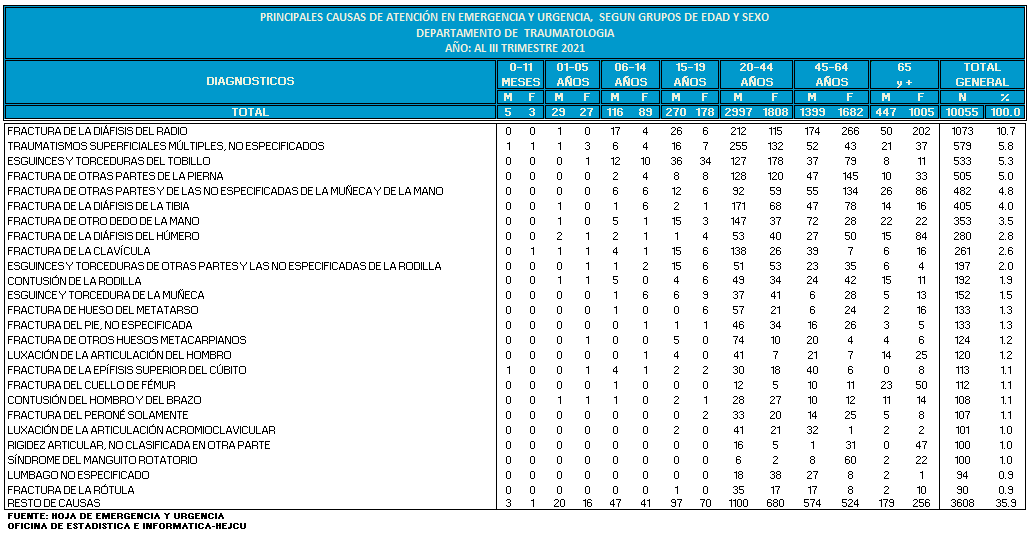 PRINCIPALES CAUSAS DE ATENCIÓN EN EMERGENCIA Y URGENCIA, SEGUN GRUPOS DE EDAD Y SEXO
DEPARTAMENTO DE TRAUMATOLOGIA
AÑO: AL III TRIMESTRE 2021
DIAGNOSTICOS 0-11 MESES 01-05 AÑOS 06-14 AÑOS 15-19 AÑOS 20-44 AÑOS 45-64 AÑOS 65 y + TOTAL GENERAL
M F M F M F M F M F M F M F N %
TOTAL 5 3 29 27 116 89 270 178 2997 1808 1399 1682 447 1005 10055 100.0
FRACTURA DE LA DIÁFISIS DEL RADIO 0 0 1 0 17 4 26 6 212 115 174 266 50 202 1073 10.7
TRAUMATISMOS SUPERFICIALES MÚLTIPLES, NO ESPECIFICADOS 1 1 1 3 6 4 16 7 255 132 52 43 21 37 579 5.8
ESGUINCES Y TORCEDURAS DEL TOBILLO 0 0 0 1 12 10 36 34 127 178 37 79 8 11 533 5.3
FRACTURA DE OTRAS PARTES DE LA PIERNA 0 0 0 0 2 4 8 8 128 120 47 145 10 33 505 5.0
FRACTURA DE OTRAS PARTES Y DE LAS NO ESPECIFICADAS DE LA MUÑECA Y DE LA MANO 0 0 0 0 6 6 12 6 92 59 55 134 26 86 482 4.8
FRACTURA DE LA DIÁFISIS DE LA TIBIA 0 0 0 0 1 6 2 1 171 68 47 78 14 16 405 4.0
FRACTURA DE OTRO DEDO DE LA MANO 0 0 1 0 5 1 15 3 147 37 72 28 22 22 353 3.5
FRACTURA DE LA DIÁFISIS DEL HÚMERO 0 0 2 1 2 1 1 4 53 40 27 50 15 84 280 2.8
FRACTURA DE LA CLAVÍCULA 0 1 1 1 4 1 15 6 138 26 39 7 6 16 261 2.6
ESGUINCES Y TORCEDURAS DE OTRAS PARTES Y LAS NO ESPECIFICADAS DE LA RODILLA 0 0 0 1 1 2 15 6 51 53 23 35 6 4 197 2.0
CONTUSIÓN DE LA RODILLA 0 0 1 1 5 0 4 6 49 34 24 42 15 11 192 1.9
ESGUINCE Y TORCEDURA DE LA MUÑECA 0 0 0 0 1 6 6 9 37 41 6 28 5 13 152 1.5
FRACTURA DE HUESO DEL METATARSO 0 0 0 0 1 0 0 6 57 21 6 24 2 16 133 1.3
FRACTURA DEL PIE, NO ESPECIFICADA 0 0 0 0 0 1 1 1 46 34 16 26 3 5 133 1.3
FRACTURA DE OTROS HUESOS METACARPIANOS 0 0 0 1 0 0 5 0 74 10 20 4 4 6 124 1.2
LUXACIÓN DE LA ARTICULACIÓN DEL HOMBRO 0 0 0 0 0 1 4 0 41 7 21 7 14 25 120 1.2
FRACTURA DE LA EPÍFISIS SUPERIOR DEL CÚBITO 1 0 0 1 4 1 2 2 30 18 40 6 0 8 113 1.1
FRACTURA DEL CUELLO DE FÉMUR 0 0 0 0 1 0 0 0 12 5 10 11 23 50 112 1.1
CONTUSIÓN DEL HOMBRO Y DEL BRAZO 0 0 1 1 1 0 2 1 28 27 10 12 11 14 108 1.1
FRACTURA DEL PERONÉ SOLAMENTE 0 0 0 0 0 0 0 2 33 20 14 25 5 8 107 1.1
LUXACIÓN DE LA ARTICULACIÓN ACROMIOCLAVICULAR 0 0 0 0 0 0 2 0 41 21 32 1 2 2 101 1.0
RIGIDEZ ARTICULAR, NO CLASIFICADA EN OTRA PARTE 0 0 0 0 0 0 0 0 16 5 1 31 0 47 100 1.0
SÍNDROME DEL MANGUITO ROTATORIO 0 0 0 0 0 0 0 0 6 2 8 60 2 22 100 1.0
LUMBAGO NO ESPECIFICADO 0 0 0 0 0 0 0 0 18 38 27 8 2 1 94 0.9
FRACTURA DE LA RÓTULA 0 0 0 0 0 0 1 0 35 17 17 8 2 10 90 0.9
RESTO DE CAUSAS 3 1 20 16 47 41 97 70 1100 680 574 524 179 256 3608 35.9
FUENTE: HOJA DE EMERGENCIA Y URGENCIA
OFICINA DE ESTADISTICA E INFORMATICA-HEJCU